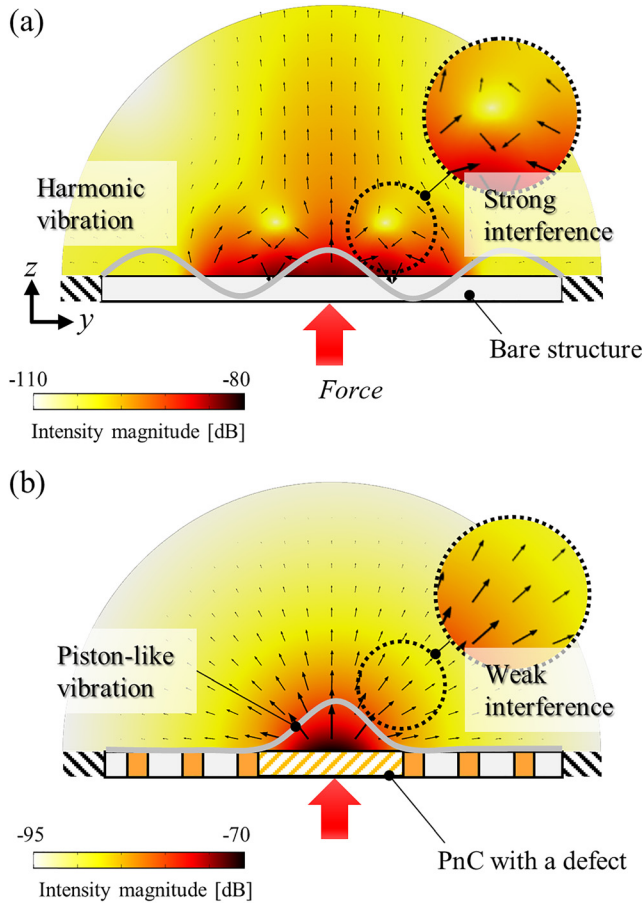 (a)
Harmonic
vibration
Strong
interference
z
y
Bare structure
-110
-80
Force
Intensity magnitude [dB]
(b)
Piston-like
vibration
Weak
interference
-95
-70
PnC with a defect
Intensity magnitude [dB]